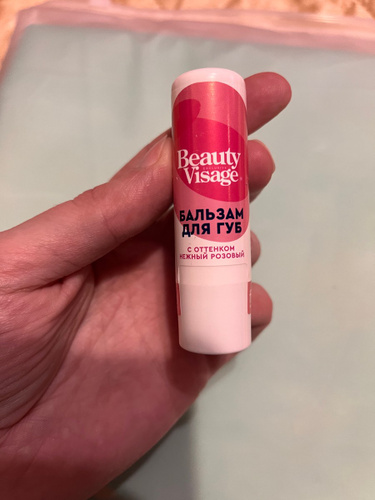 Beauty
Visage
БАЛЬЗАМ
ДЛЯ ГУБ
С ОТТЕНКОМ
НЕЖНЫЙ РОЗОВЫЙ